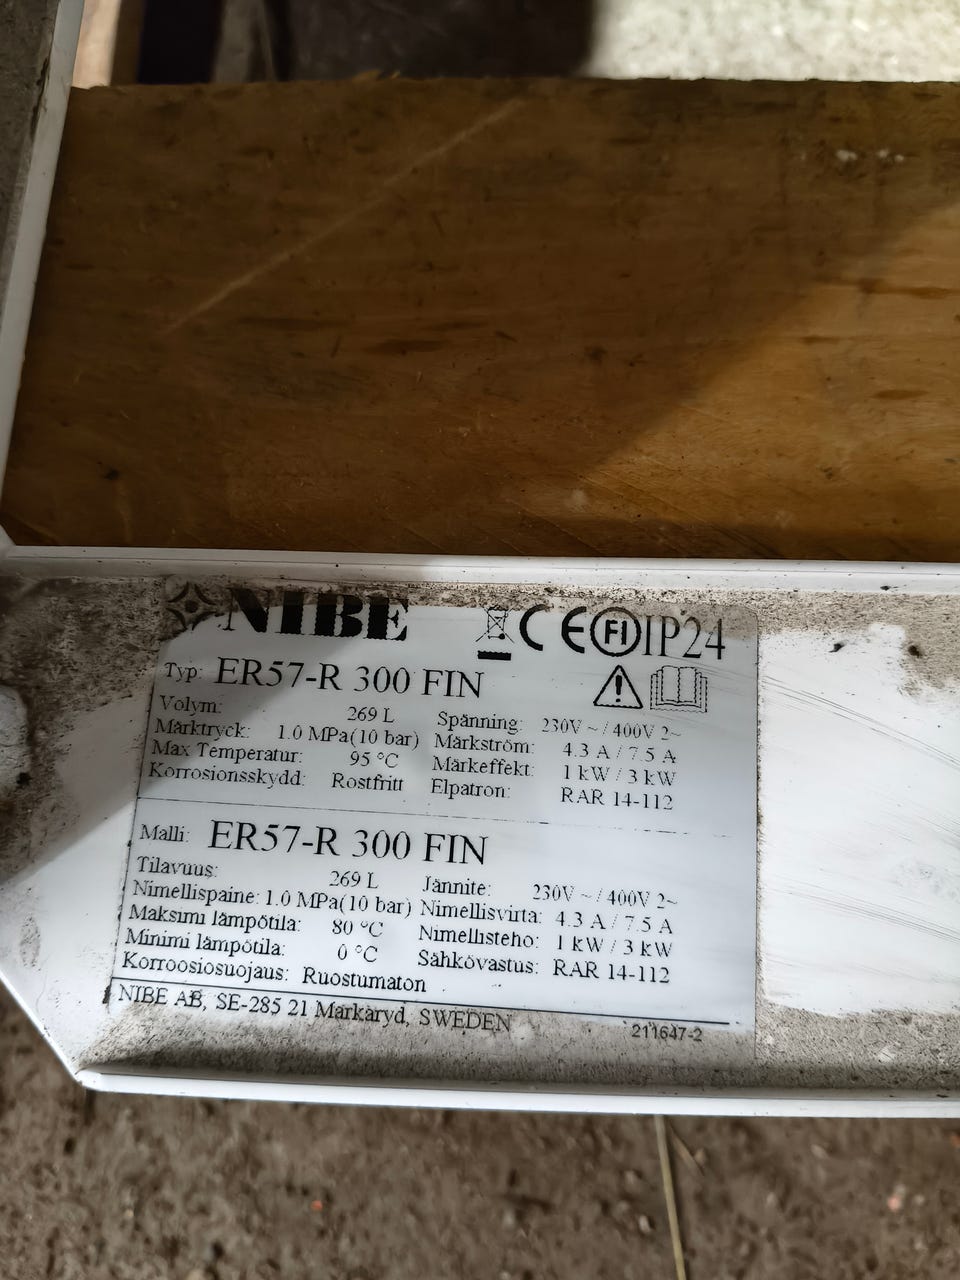 NIBE CE FI IP24
Typ: ER57-R 300 FIN
Volym: 269 L Spänning: 230V ~ / 400V 2~
Märktryck: 1.0 MPa(10 bar) Märkström: 4.3 A / 7.5 A
Max Temperatur: 95 °C Märkeffekt: 1 kW / 3 kW
Korrosionsskydd: Rostfritt Elpatron: RAR 14-112
Malli: ER57-R 300 FIN
Tilavuus: 269 L Jännite: 230V ~ / 400V 2~
Nimellispaine: 1.0 MPa(10 bar) Nimellisvirta: 4.3 A / 7.5 A
Maksimi lämpötila: 80 °C Nimellisteho: 1 kW / 3 kW
Minimi lämpötila: 0 °C Sähkövastus: RAR 14-112
Korroosiosuojaus: Ruostumaton
NIBE AB, SE-285 21 Markaryd, SWEDEN 211647-2